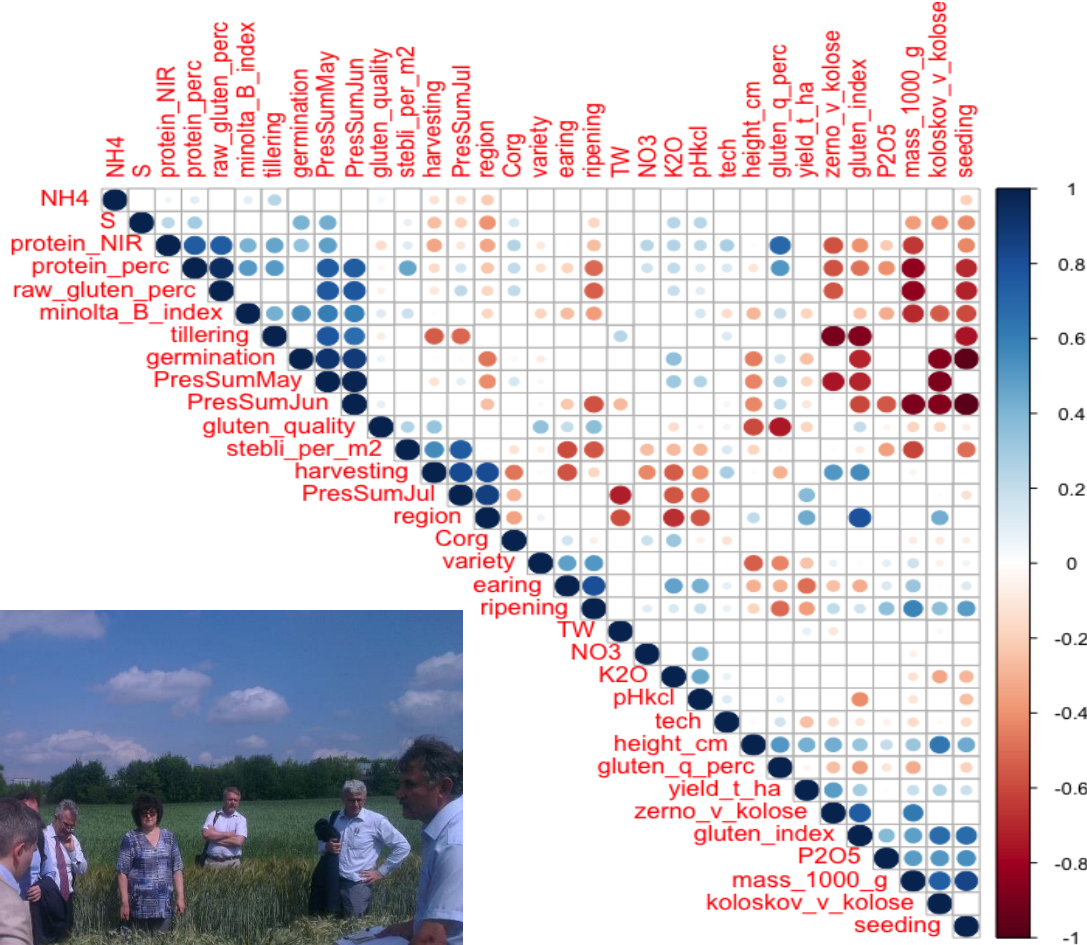 NH4
S
protein_NIR
protein_perc
raw_gluten_perc
minolta_B_index
tillering
germination
PresSumMay
PresSumJun
gluten_quality
stebli_per_m2
harvesting
PresSumJul
region
Corg
variety
earing
ripening
TW
NO3
K2O
pHkcl
tech
height_cm
gluten_q_perc
yield_t_ha
zerno_v_kolose
gluten_index
P2O5
mass_1000_g
koloskov_v_kolose
seeding
NH4
S
protein_NIR
protein_perc
raw_gluten_perc
minolta_B_index
tillering
germination
PresSumMay
PresSumJun
gluten_quality
stebli_per_m2
harvesting
PresSumJul
region
Corg
variety
earing
ripening
TW
NO3
K2O
pHkcl
tech
height_cm
gluten_q_perc
yield_t_ha
zerno_v_kolose
gluten_index
P2O5
mass_1000_g
koloskov_v_kolose
seeding
1
0.8
0.6
0.4
0.2
0
-0.2
-0.4
-0.6
-0.8
-1